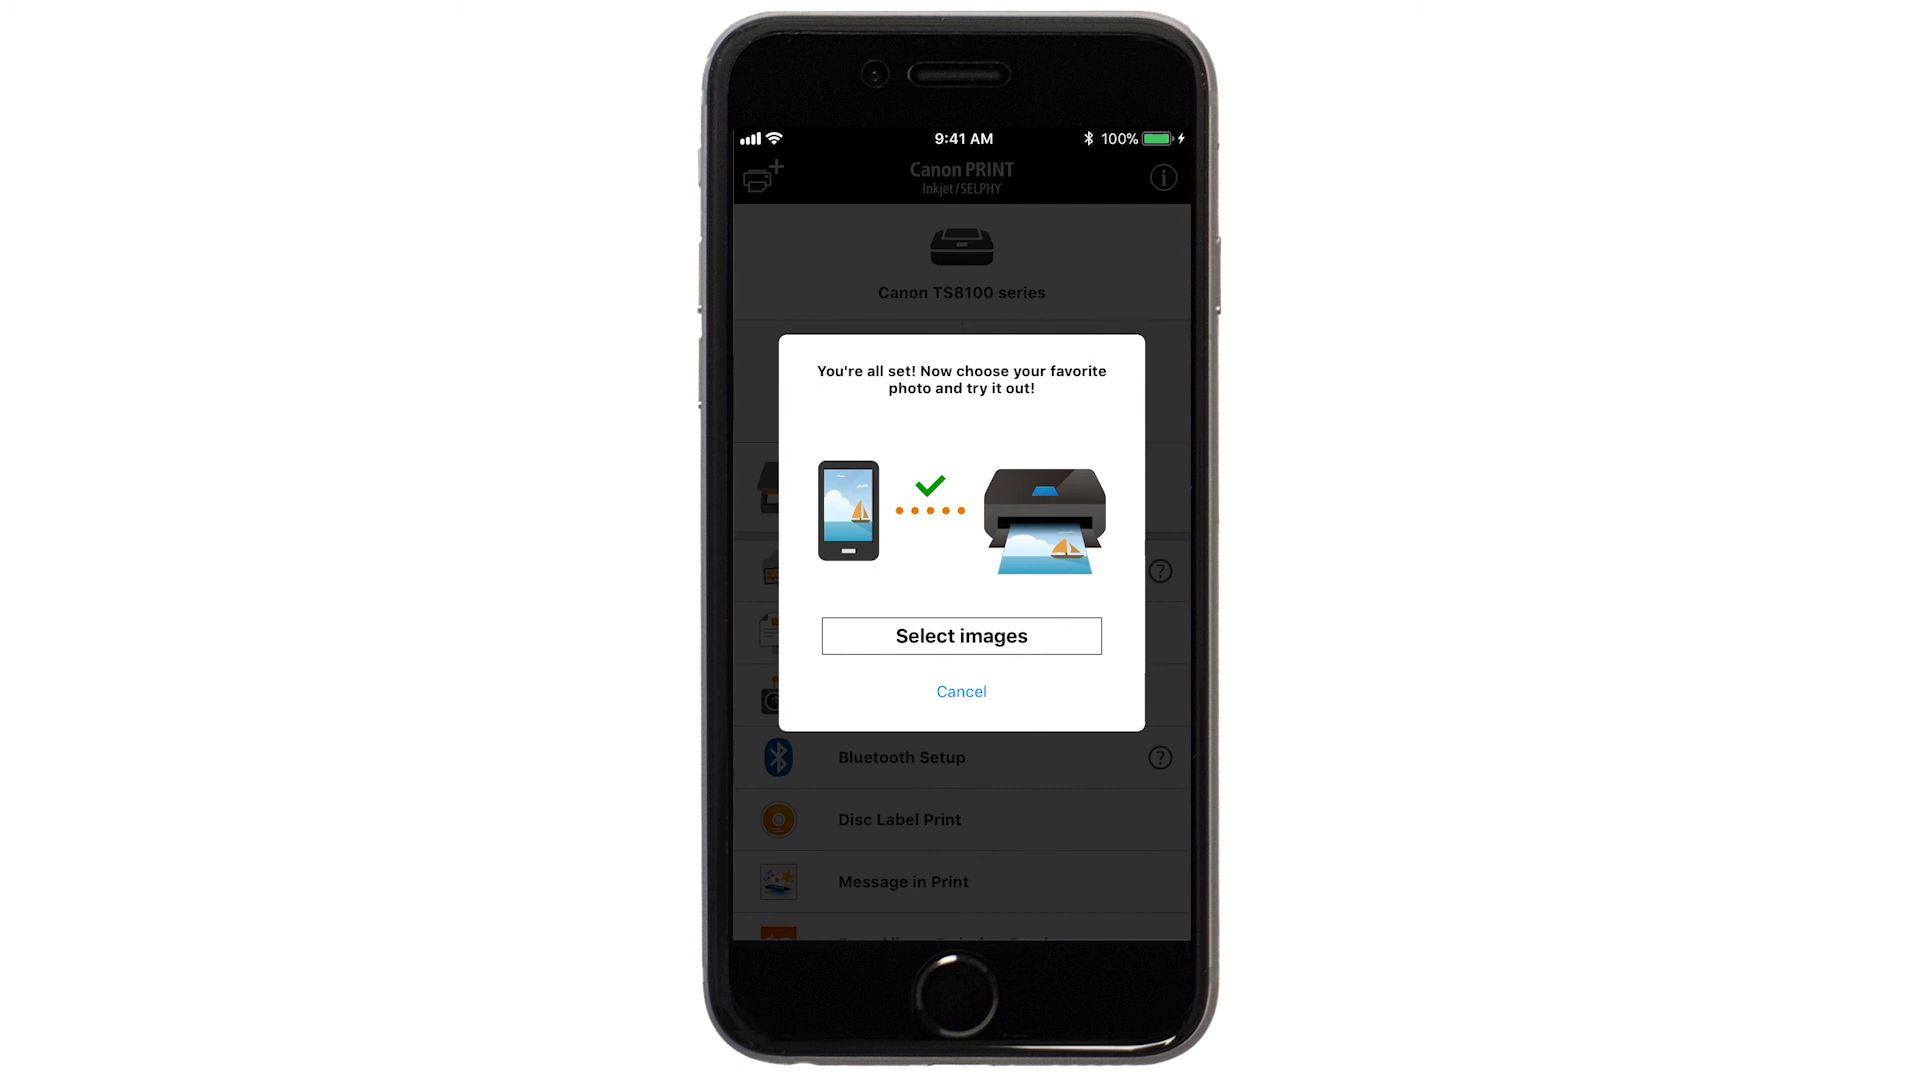 9:41 AM
100%
Canon PRINT
Inkjet/SELPHY
Canon TS8100 series
You're all set! Now choose your favorite
photo and try it out!
Select images
Cancel
Bluetooth Setup
?
?
Disc Label Print
Message in Print